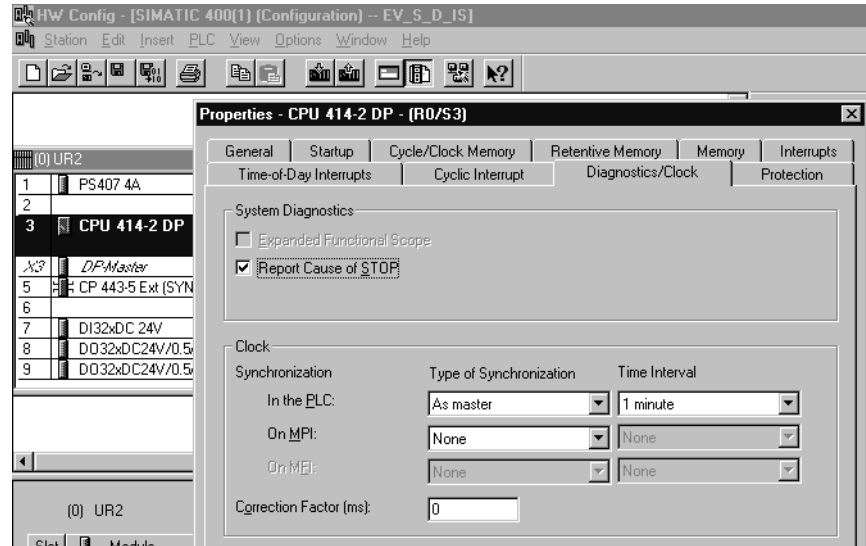 HW Config - [SIMATIC 400(1) (Configuration) -- EV_S_D_IS]
Station Edit Insert PLC View Options Window Help
Properties - CPU 414-2 DP - (R0/S3)
(0) UR2
1 PS407 4A
2
3 CPU 414-2 DP
X3 DP-Master
5 CP 443-5 Ext (SYN
6
7 DI32xDC 24V
8 DO32xDC24V/0.5
9 DO32xDC24V/0.5
(0) UR2
Slot Module
General Startup Cycle/Clock Memory Retentive Memory Memory Interrupts
Time-of-Day Interrupts Cyclic Interrupt Diagnostics/Clock Protection
System Diagnostics
Expanded Functional Scope
Report Cause of STOP
Clock
Synchronization Type of Synchronization Time Interval
In the PLC: As master 1 minute
On MPI: None None
On MFI: None None
Correction Factor (ms): 0